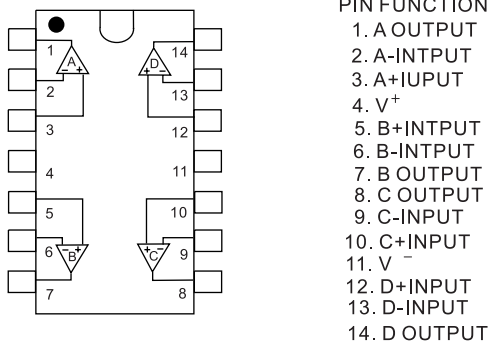 PIN FUNCTION
1. A OUTPUT
2. A-INTPUT
3. A+IUPUT
4. V+
5. B+INTPUT
6. B-INTPUT
7. B OUTPUT
8. C OUTPUT
9. C-INPUT
10. C+INPUT
11. V −
12. D+INPUT
13. D-INPUT
14. D OUTPUT
1 14
A D
− + + −
2 13
3 12
4 11
5 10
6 9
− + + −
B C
7 8